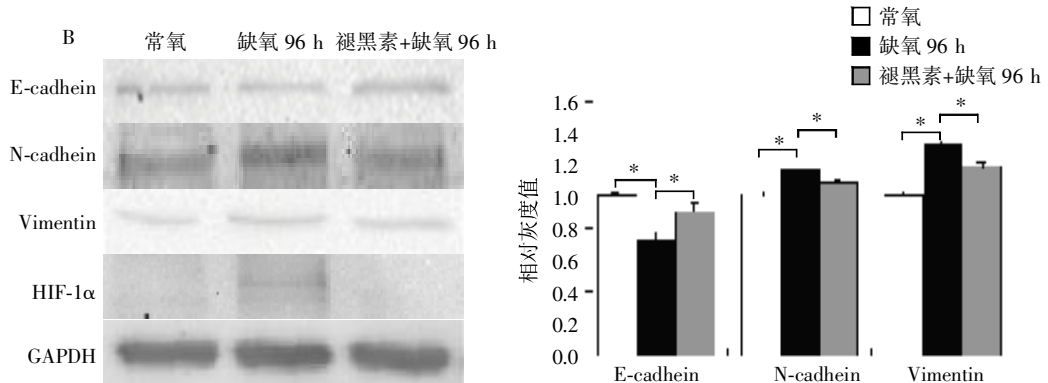 B
常氧 缺氧 96 h 褪黑素+缺氧 96 h
E-cadhein
N-cadhein
Vimentin
HIF-1α
GAPDH
常氧
缺氧 96 h
褪黑素+缺氧 96 h
相对灰度值
1.6
1.4
1.2
1.0
0.8
0.6
0.4
0.2
0.0
* *
* *
* *
E-cadhein N-cadhein Vimentin